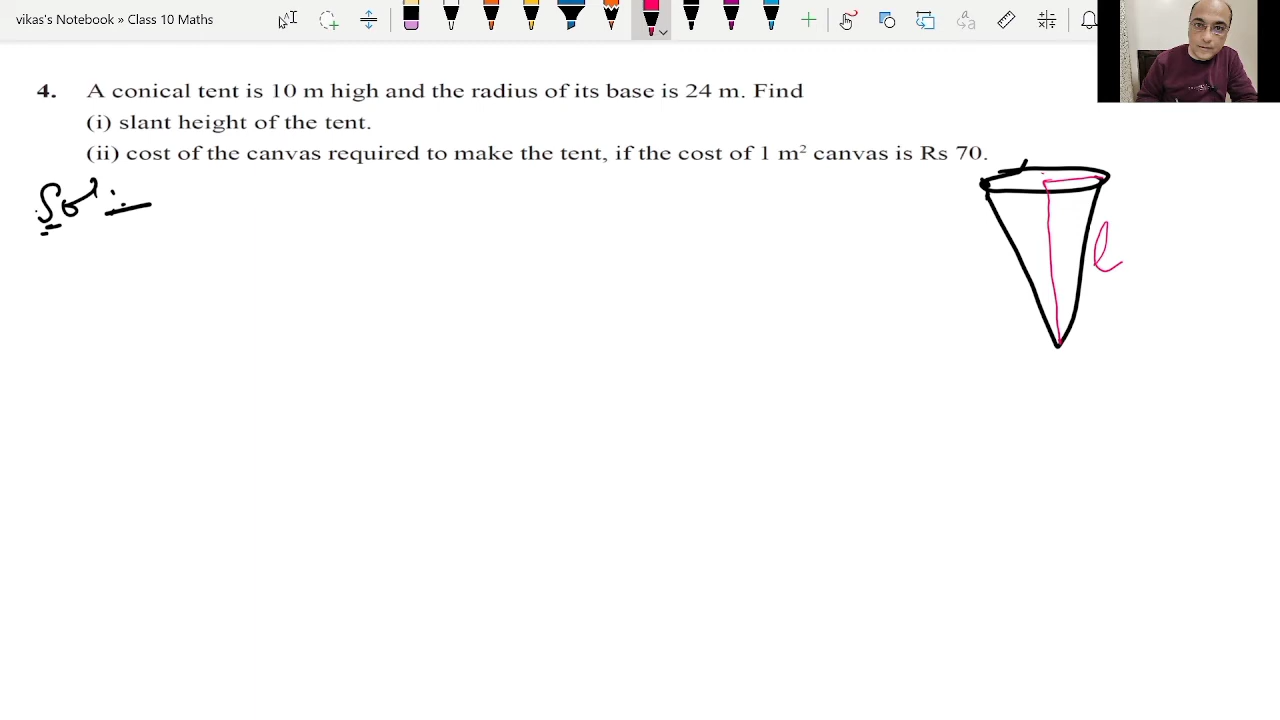 vikas's Notebook » Class 10 Maths
4. A conical tent is 10 m high and the radius of its base is 24 m. Find
(i) slant height of the tent.
(ii) cost of the canvas required to make the tent, if the cost of 1 m² canvas is Rs 70.
Sol :
l